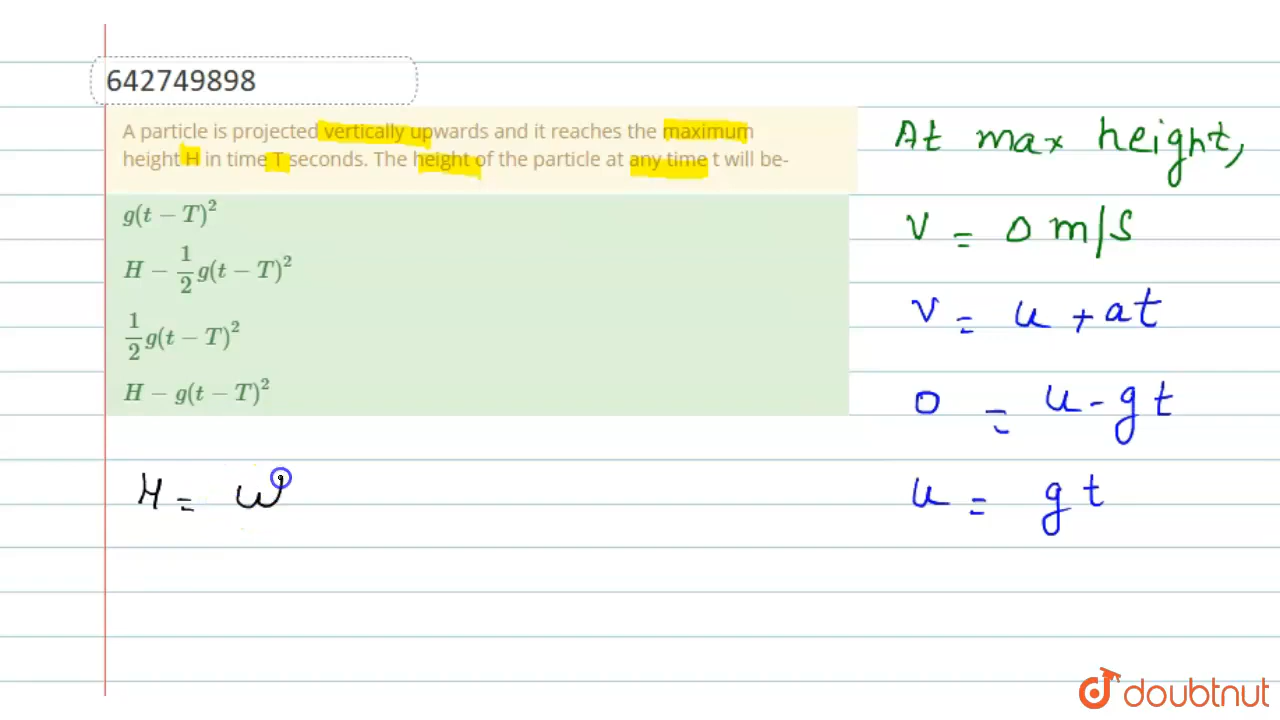 642749898
A particle is projected vertically upwards and it reaches the maximum
height H in time T seconds. The height of the particle at any time t will be-
g(t − T)²
H − 1/2 g(t − T)²
1/2 g(t − T)²
H − g(t − T)²
At max height,
V = 0 m/s
V = u + at
0 = u - gt
u = gt
H =
doubtnut